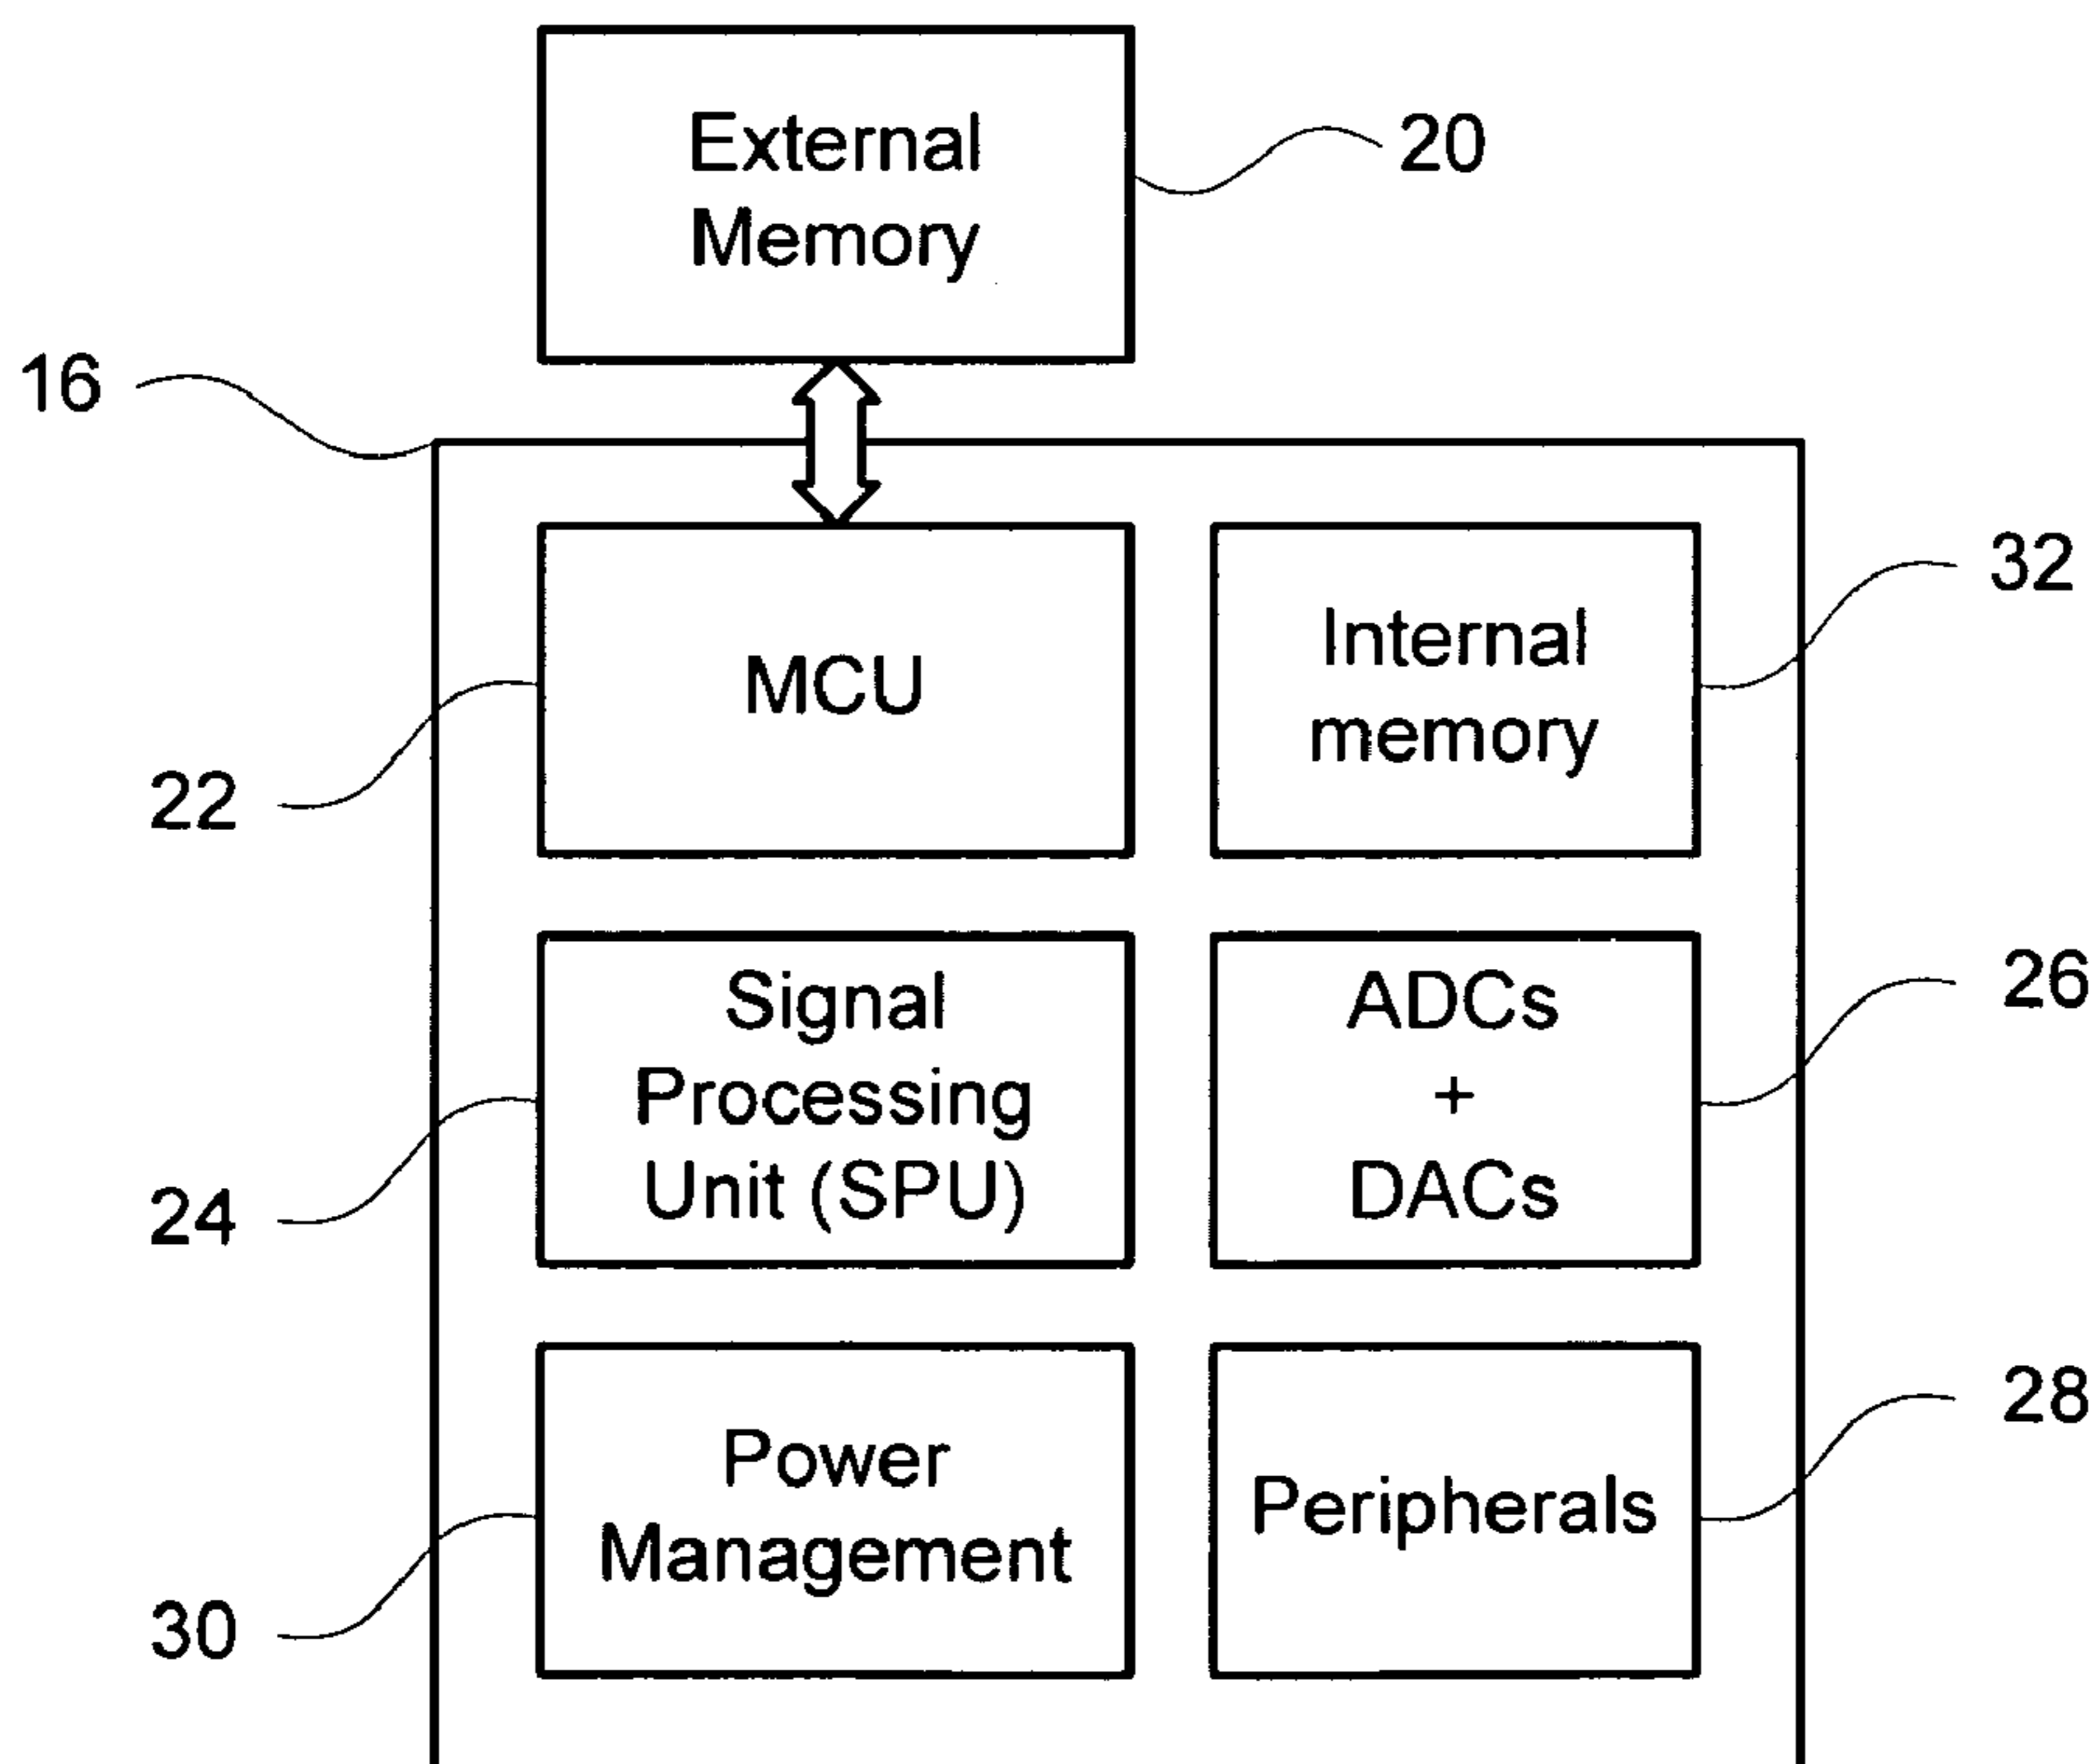 External
Memory
20
16
MCU
Internal
memory
32
22
Signal
Processing
Unit (SPU)
ADCs
+
DACs
26
24
Power
Management
Peripherals
28
30